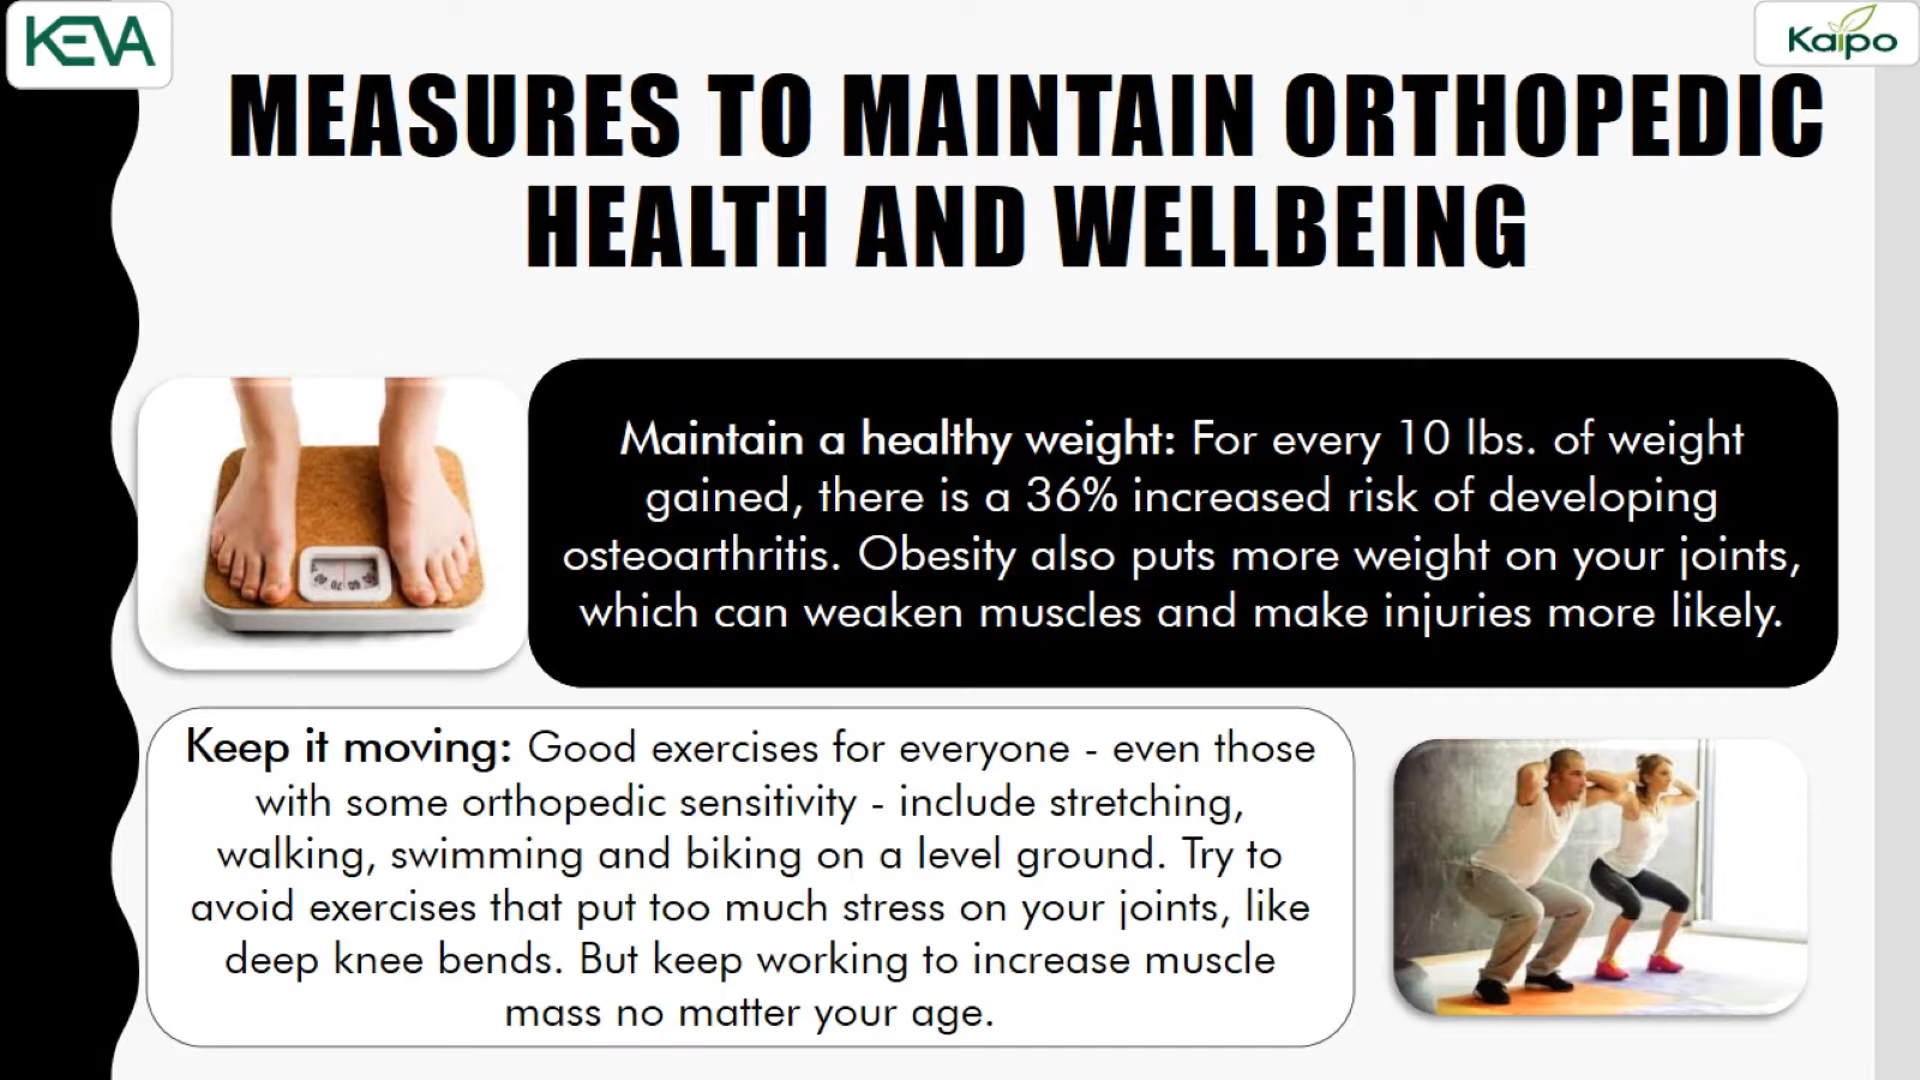 KEVA
Kaipo
MEASURES TO MAINTAIN ORTHOPEDIC
HEALTH AND WELLBEING
Maintain a healthy weight: For every 10 lbs. of weight
gained, there is a 36% increased risk of developing
osteoarthritis. Obesity also puts more weight on your joints,
which can weaken muscles and make injuries more likely.
Keep it moving: Good exercises for everyone - even those
with some orthopedic sensitivity - include stretching,
walking, swimming and biking on a level ground. Try to
avoid exercises that put too much stress on your joints, like
deep knee bends. But keep working to increase muscle
mass no matter your age.